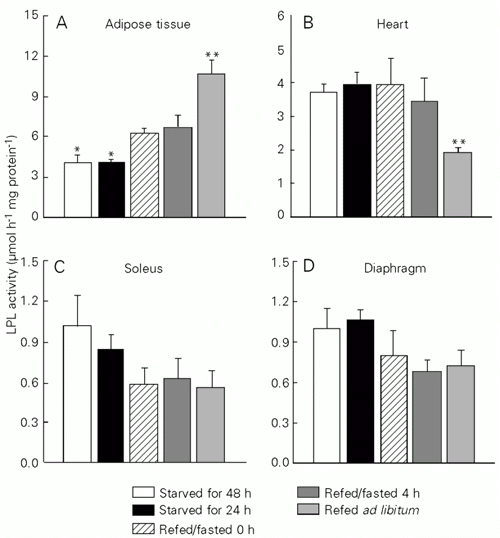 A Adipose tissue
15
12
9
6
3
0
* * **
B Heart
6
5
4
3
2
1
0
**
LPL activity (µmol h-1 mg protein-1)
C Soleus
1.5
1.2
0.9
0.6
0.3
0.0
D Diaphragm
1.5
1.2
0.9
0.6
0.3
0.0
Starved for 48 h
Starved for 24 h
Refed/fasted 0 h
Refed/fasted 4 h
Refed ad libitum